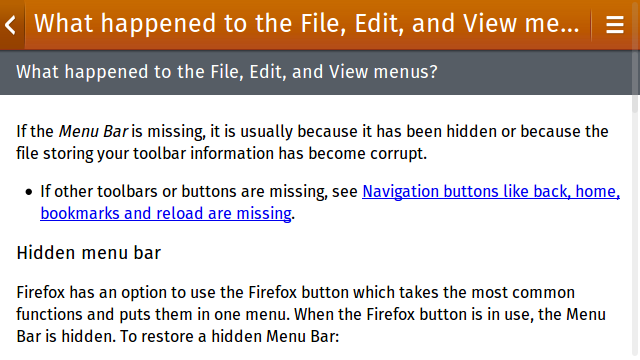 What happened to the File, Edit, and View me...
What happened to the File, Edit, and View menus?
If the Menu Bar is missing, it is usually because it has been hidden or because the
file storing your toolbar information has become corrupt.
• If other toolbars or buttons are missing, see Navigation buttons like back, home,
bookmarks and reload are missing.
Hidden menu bar
Firefox has an option to use the Firefox button which takes the most common
functions and puts them in one menu. When the Firefox button is in use, the Menu
Bar is hidden. To restore a hidden Menu Bar: